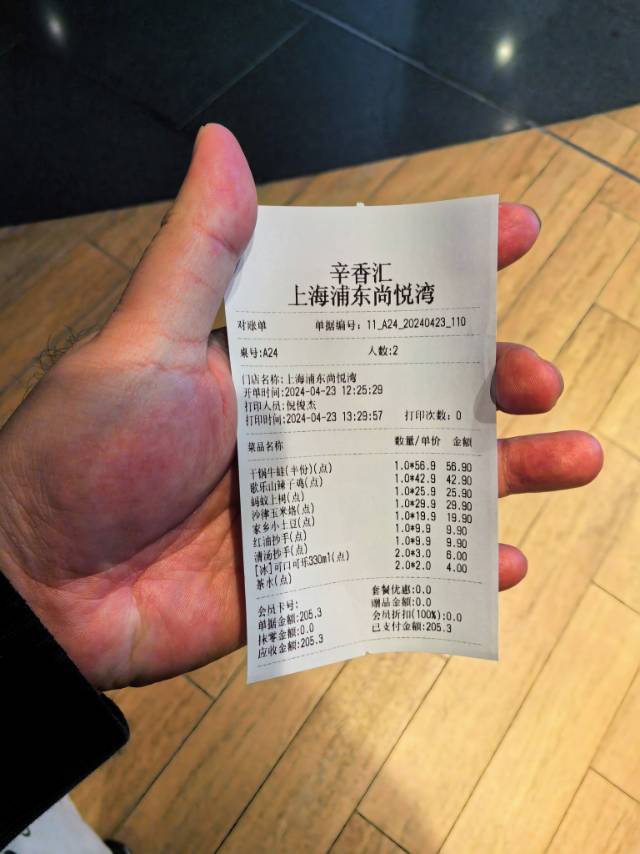 辛香汇
上海浦东尚悦湾
对账单 单据编号：11_A24_20240423_110
桌号:A24 人数:2
门店名称:上海浦东尚悦湾
开单时间:2024-04-23 12:25:29
打印人员:倪俊杰
打印时间:2024-04-23 13:29:57 打印次数：0
菜品名称 数量/单价 金额
干锅牛蛙(半份)(点) 1.0*56.9 56.90
歌乐山辣子鸡(点) 1.0*42.9 42.90
蚂蚁上树(点) 1.0*25.9 25.90
沙律玉米烙(点) 1.0*29.9 29.90
家乡小土豆(点) 1.0*19.9 19.90
红油抄手(点) 1.0*9.9 9.90
清汤抄手(点) 1.0*9.9 9.90
[冰]可口可乐330ml(点) 2.0*3.0 6.00
茶水(点) 2.0*2.0 4.00
会员卡号: 套餐优惠:0.0
单据金额:205.3 赠品金额:0.0
抹零金额:0.0 会员折扣(100%):0.0
应收金额:205.3 已支付金额:205.3